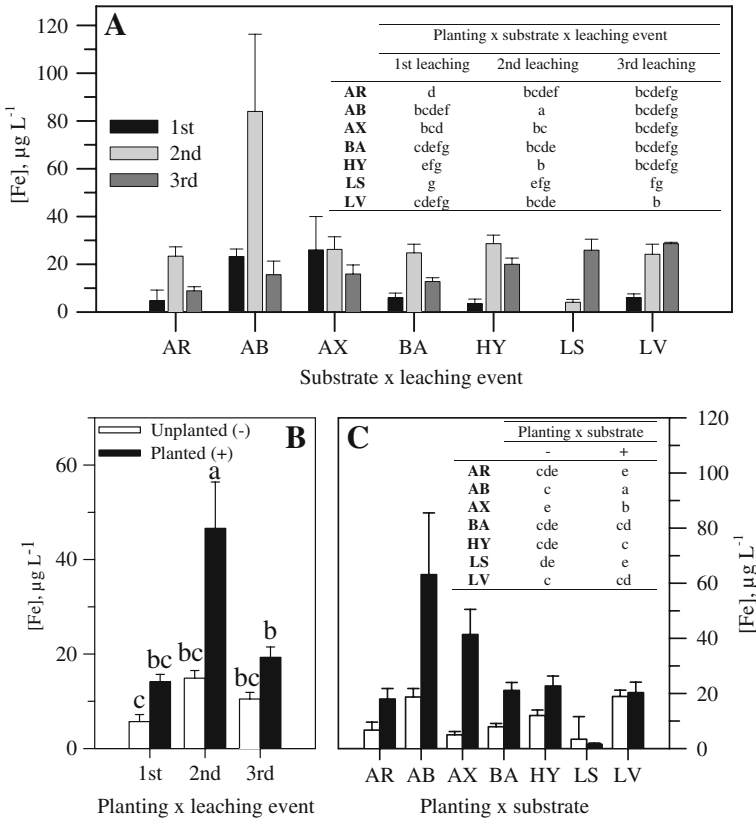 A
120
100
80
60
40
20
0
[Fe], µg L⁻¹
1st
2nd
3rd
Planting x substrate x leaching event
1st leaching 2nd leaching 3rd leaching
AR d bcdef bcdefg
AB bcdef a bcdefg
AX bcd bc bcdefg
BA cdefg bcde bcdefg
HY efg b bcdefg
LS g efg fg
LV cdefg bcde b
AR AB AX BA HY LS LV
Substrate x leaching event
B
Unplanted (-)
Planted (+)
60
40
20
0
[Fe], µg L⁻¹
c bc bc a bc b
1st 2nd 3rd
Planting x leaching event
C
Planting x substrate
- +
AR cde e
AB c a
AX e b
BA cde cd
HY cde c
LS de e
LV c cd
120
100
80
60
40
20
0
[Fe], µg L⁻¹
AR AB AX BA HY LS LV
Planting x substrate